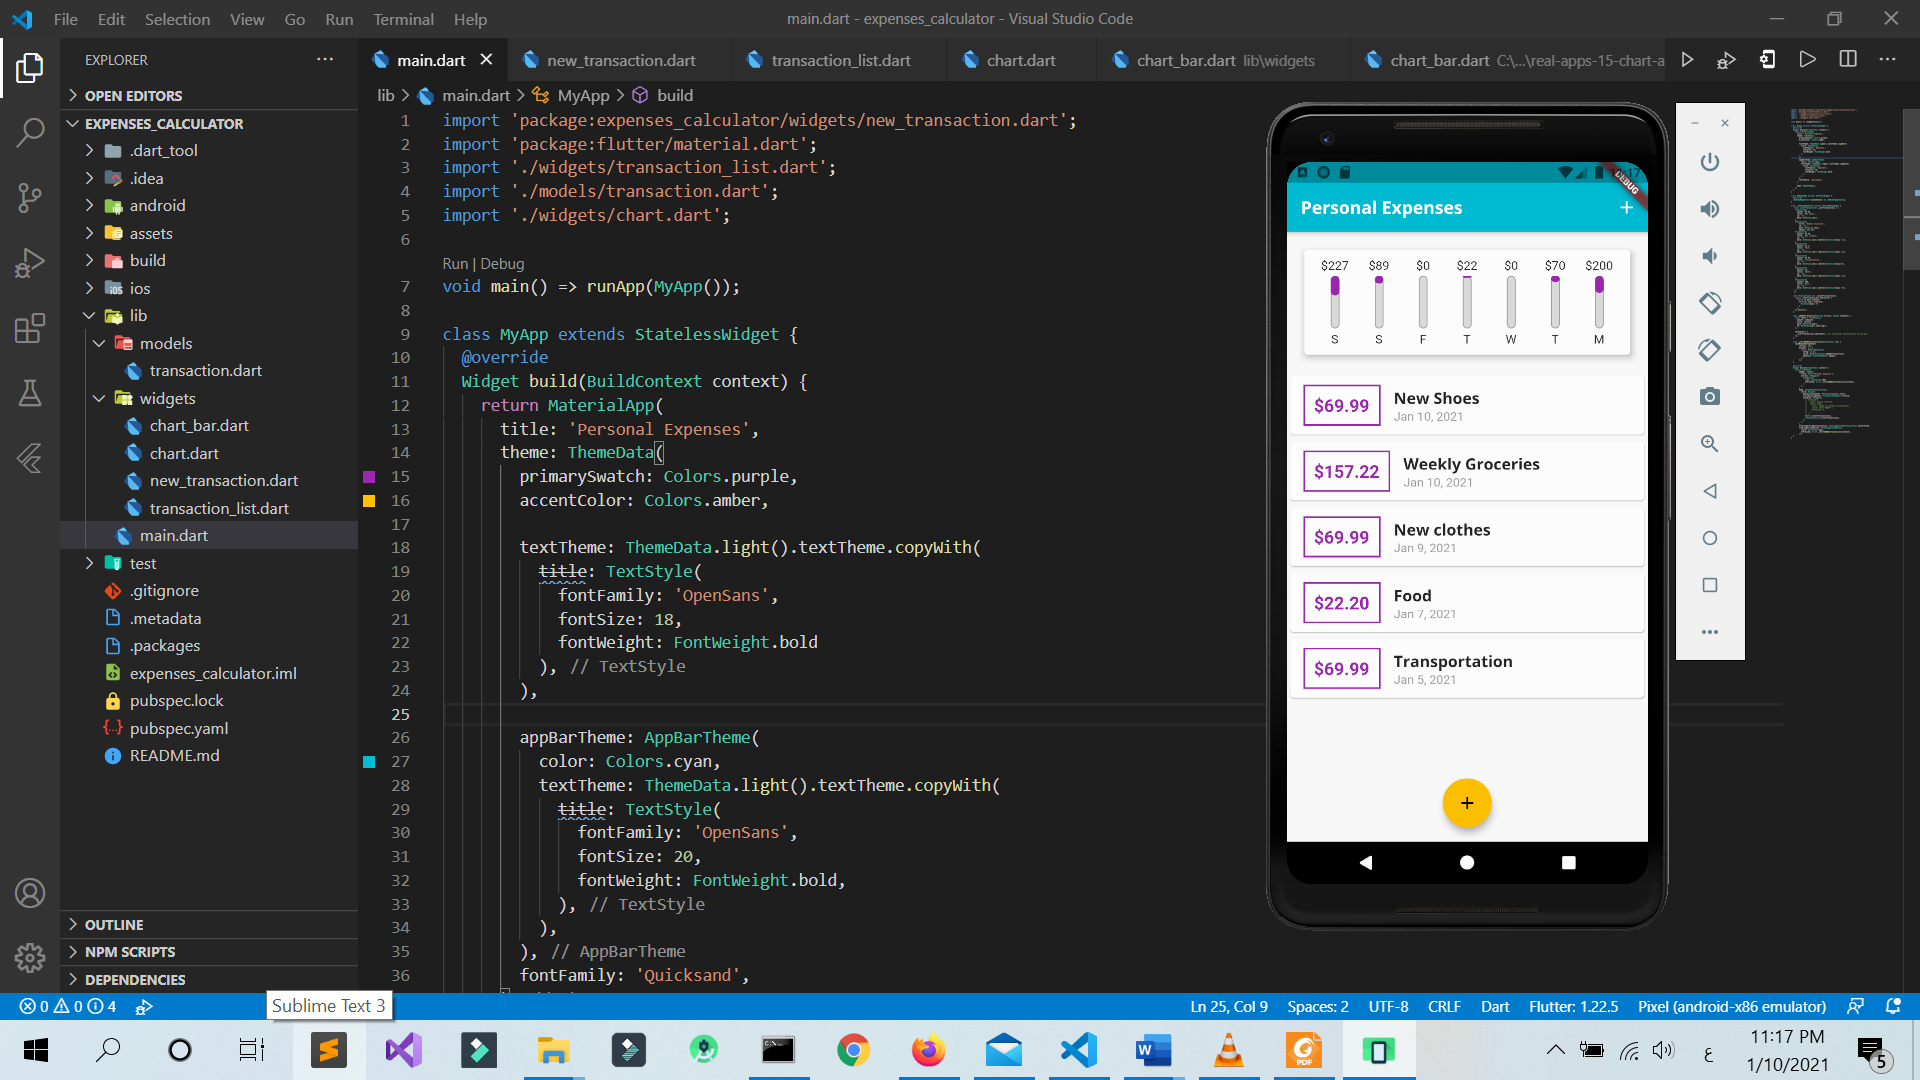 File Edit Selection View Go Run Terminal Help
main.dart - expenses_calculator - Visual Studio Code
EXPLORER
OPEN EDITORS
EXPENSES_CALCULATOR
.dart_tool
.idea
android
assets
build
ios
lib
models
transaction.dart
widgets
chart_bar.dart
chart.dart
new_transaction.dart
transaction_list.dart
main.dart
test
.gitignore
.metadata
.packages
expenses_calculator.iml
pubspec.lock
pubspec.yaml
README.md
OUTLINE
NPM SCRIPTS
DEPENDENCIES
main.dart new_transaction.dart transaction_list.dart chart.dart chart_bar.dart lib\widgets chart_bar.dart C:\...\real-apps-15-chart-a
lib > main.dart > MyApp > build
1 import 'package:expenses_calculator/widgets/new_transaction.dart';
2 import 'package:flutter/material.dart';
3 import './widgets/transaction_list.dart';
4 import './models/transaction.dart';
5 import './widgets/chart.dart';
6
Run | Debug
7 void main() => runApp(MyApp());
8
9 class MyApp extends StatelessWidget {
10 @override
11 Widget build(BuildContext context) {
12 return MaterialApp(
13 title: 'Personal Expenses',
14 theme: ThemeData(
15 primarySwatch: Colors.purple,
16 accentColor: Colors.amber,
17
18 textTheme: ThemeData.light().textTheme.copyWith(
19 title: TextStyle(
20 fontFamily: 'OpenSans',
21 fontSize: 18,
22 fontWeight: FontWeight.bold
23 ), // TextStyle
24 ),
25
26 appBarTheme: AppBarTheme(
27 color: Colors.cyan,
28 textTheme: ThemeData.light().textTheme.copyWith(
29 title: TextStyle(
30 fontFamily: 'OpenSans',
31 fontSize: 20,
32 fontWeight: FontWeight.bold,
33 ), // TextStyle
34 ),
35 ), // AppBarTheme
36 fontFamily: 'Quicksand',
DEBUG
Personal Expenses +
$227 $89 $0 $22 $0 $70 $200
S S F T W T M
$69.99 New Shoes
Jan 10, 2021
$157.22 Weekly Groceries
Jan 10, 2021
$69.99 New clothes
Jan 9, 2021
$22.20 Food
Jan 7, 2021
$69.99 Transportation
Jan 5, 2021
+
0 0 4
Sublime Text 3
Ln 25, Col 9 Spaces: 2 UTF-8 CRLF Dart Flutter: 1.22.5 Pixel (android-x86 emulator)
W
PDF
ع
11:17 PM
1/10/2021
5